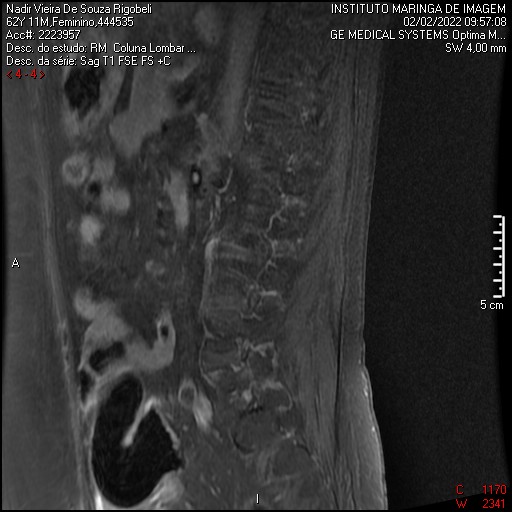 Nadir Vieira De Souza Rigobeli
62Y 11M,Feminino,444535
Acc#: 2223957
Desc. do estudo: RM Coluna Lombar ...
Desc. da série: Sag T1 FSE FS +C
< 4 - 4 >
INSTITUTO MARINGA DE IMAGEM
02/02/2022 09:57:08
GE MEDICAL SYSTEMS Optima M...
SW 4,00 mm
A
5 cm
I
C 1170
W 2341